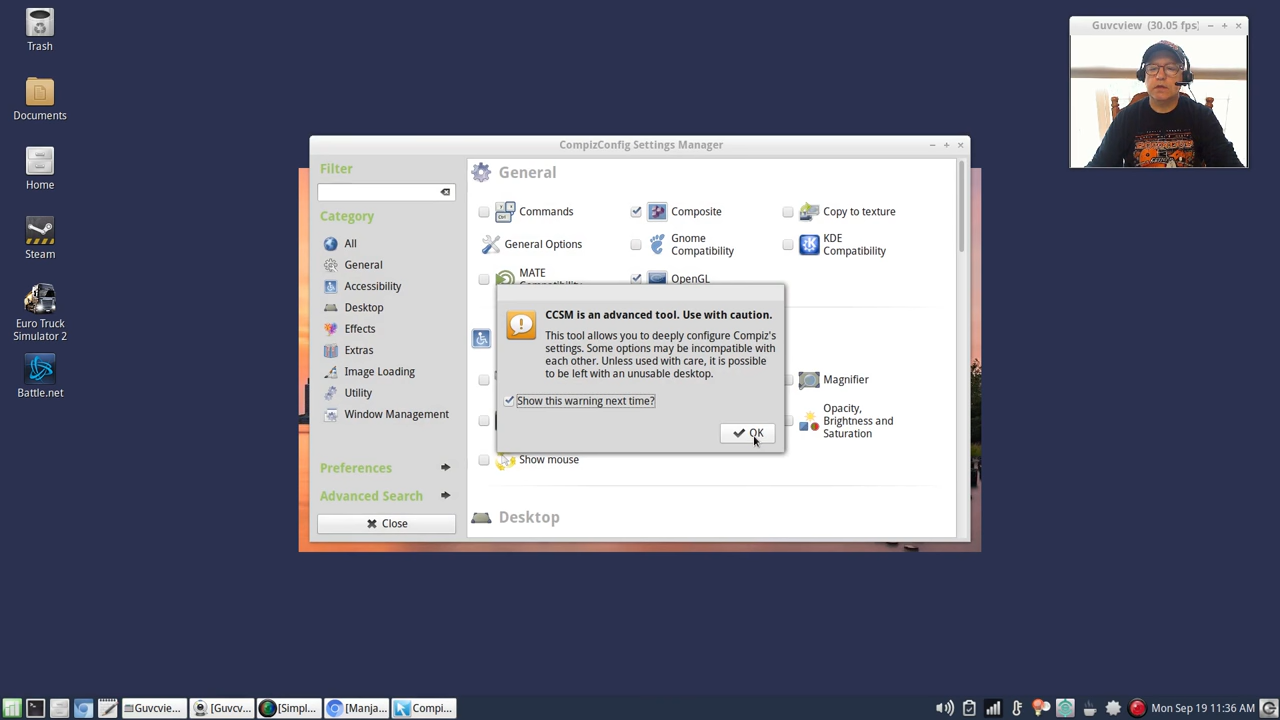 Trash
Documents
Home
Steam
Euro Truck
Simulator 2
Battle.net
Guvcview (30.05 fps)
CompizConfig Settings Manager
Filter
Category
All
General
Accessibility
Desktop
Effects
Extras
Image Loading
Utility
Window Management
Preferences
Advanced Search
Close
General
Commands
Composite
Copy to texture
General Options
Gnome
Compatibility
KDE
Compatibility
MATE
OpenGL
CCSM is an advanced tool. Use with caution.
This tool allows you to deeply configure Compiz's
settings. Some options may be incompatible with
each other. Unless used with care, it is possible
to be left with an unusable desktop.
Show this warning next time?
OK
Magnifier
Opacity,
Brightness and
Saturation
Show mouse
Desktop
Guvcview...
[Guvcv...
[Simpl...
[Manja...
Compi...
Mon Sep 19 11:36 AM